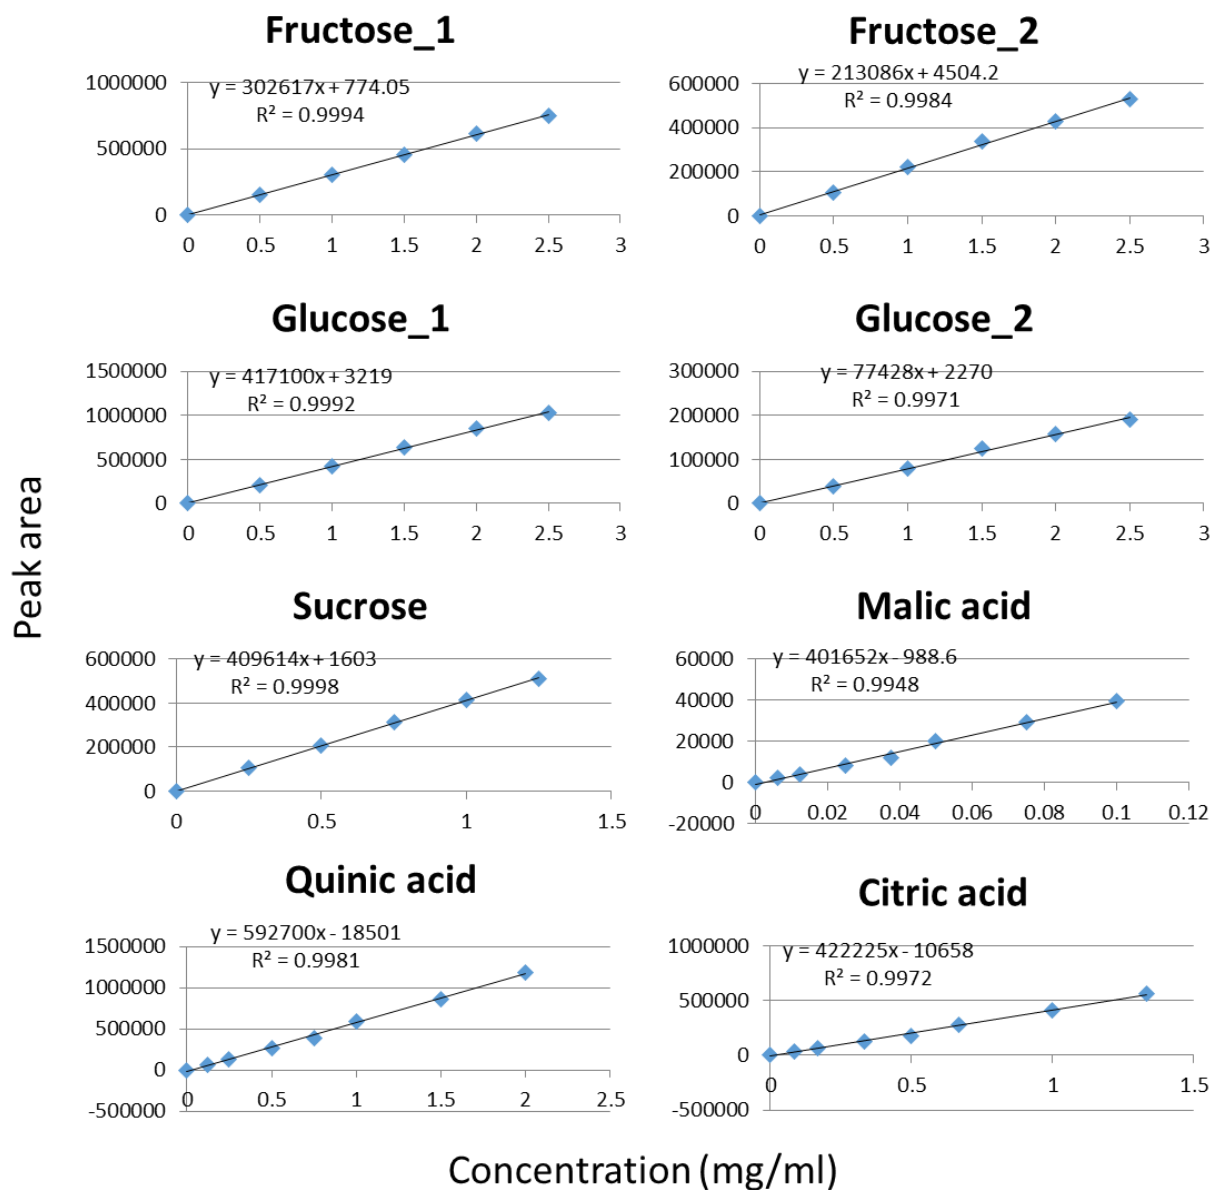 Fructose_1
y = 302617x + 774.05
R² = 0.9994
1000000
500000
0
0 0.5 1 1.5 2 2.5 3
Fructose_2
y = 213086x + 4504.2
R² = 0.9984
600000
400000
200000
0
0 0.5 1 1.5 2 2.5 3
Glucose_1
y = 417100x + 3219
R² = 0.9992
1500000
1000000
500000
0
0 0.5 1 1.5 2 2.5 3
Glucose_2
y = 77428x + 2270
R² = 0.9971
300000
200000
100000
0
0 0.5 1 1.5 2 2.5 3
Peak area
Sucrose
y = 409614x + 1603
R² = 0.9998
600000
400000
200000
0
0 0.5 1 1.5
Malic acid
y = 401652x - 988.6
R² = 0.9948
60000
40000
20000
0
-20000
0 0.02 0.04 0.06 0.08 0.1 0.12
Quinic acid
y = 592700x - 18501
R² = 0.9981
1500000
1000000
500000
0
-500000
0 0.5 1 1.5 2 2.5
Citric acid
y = 422225x - 10658
R² = 0.9972
1000000
500000
0
-500000
0 0.5 1 1.5
Concentration (mg/ml)